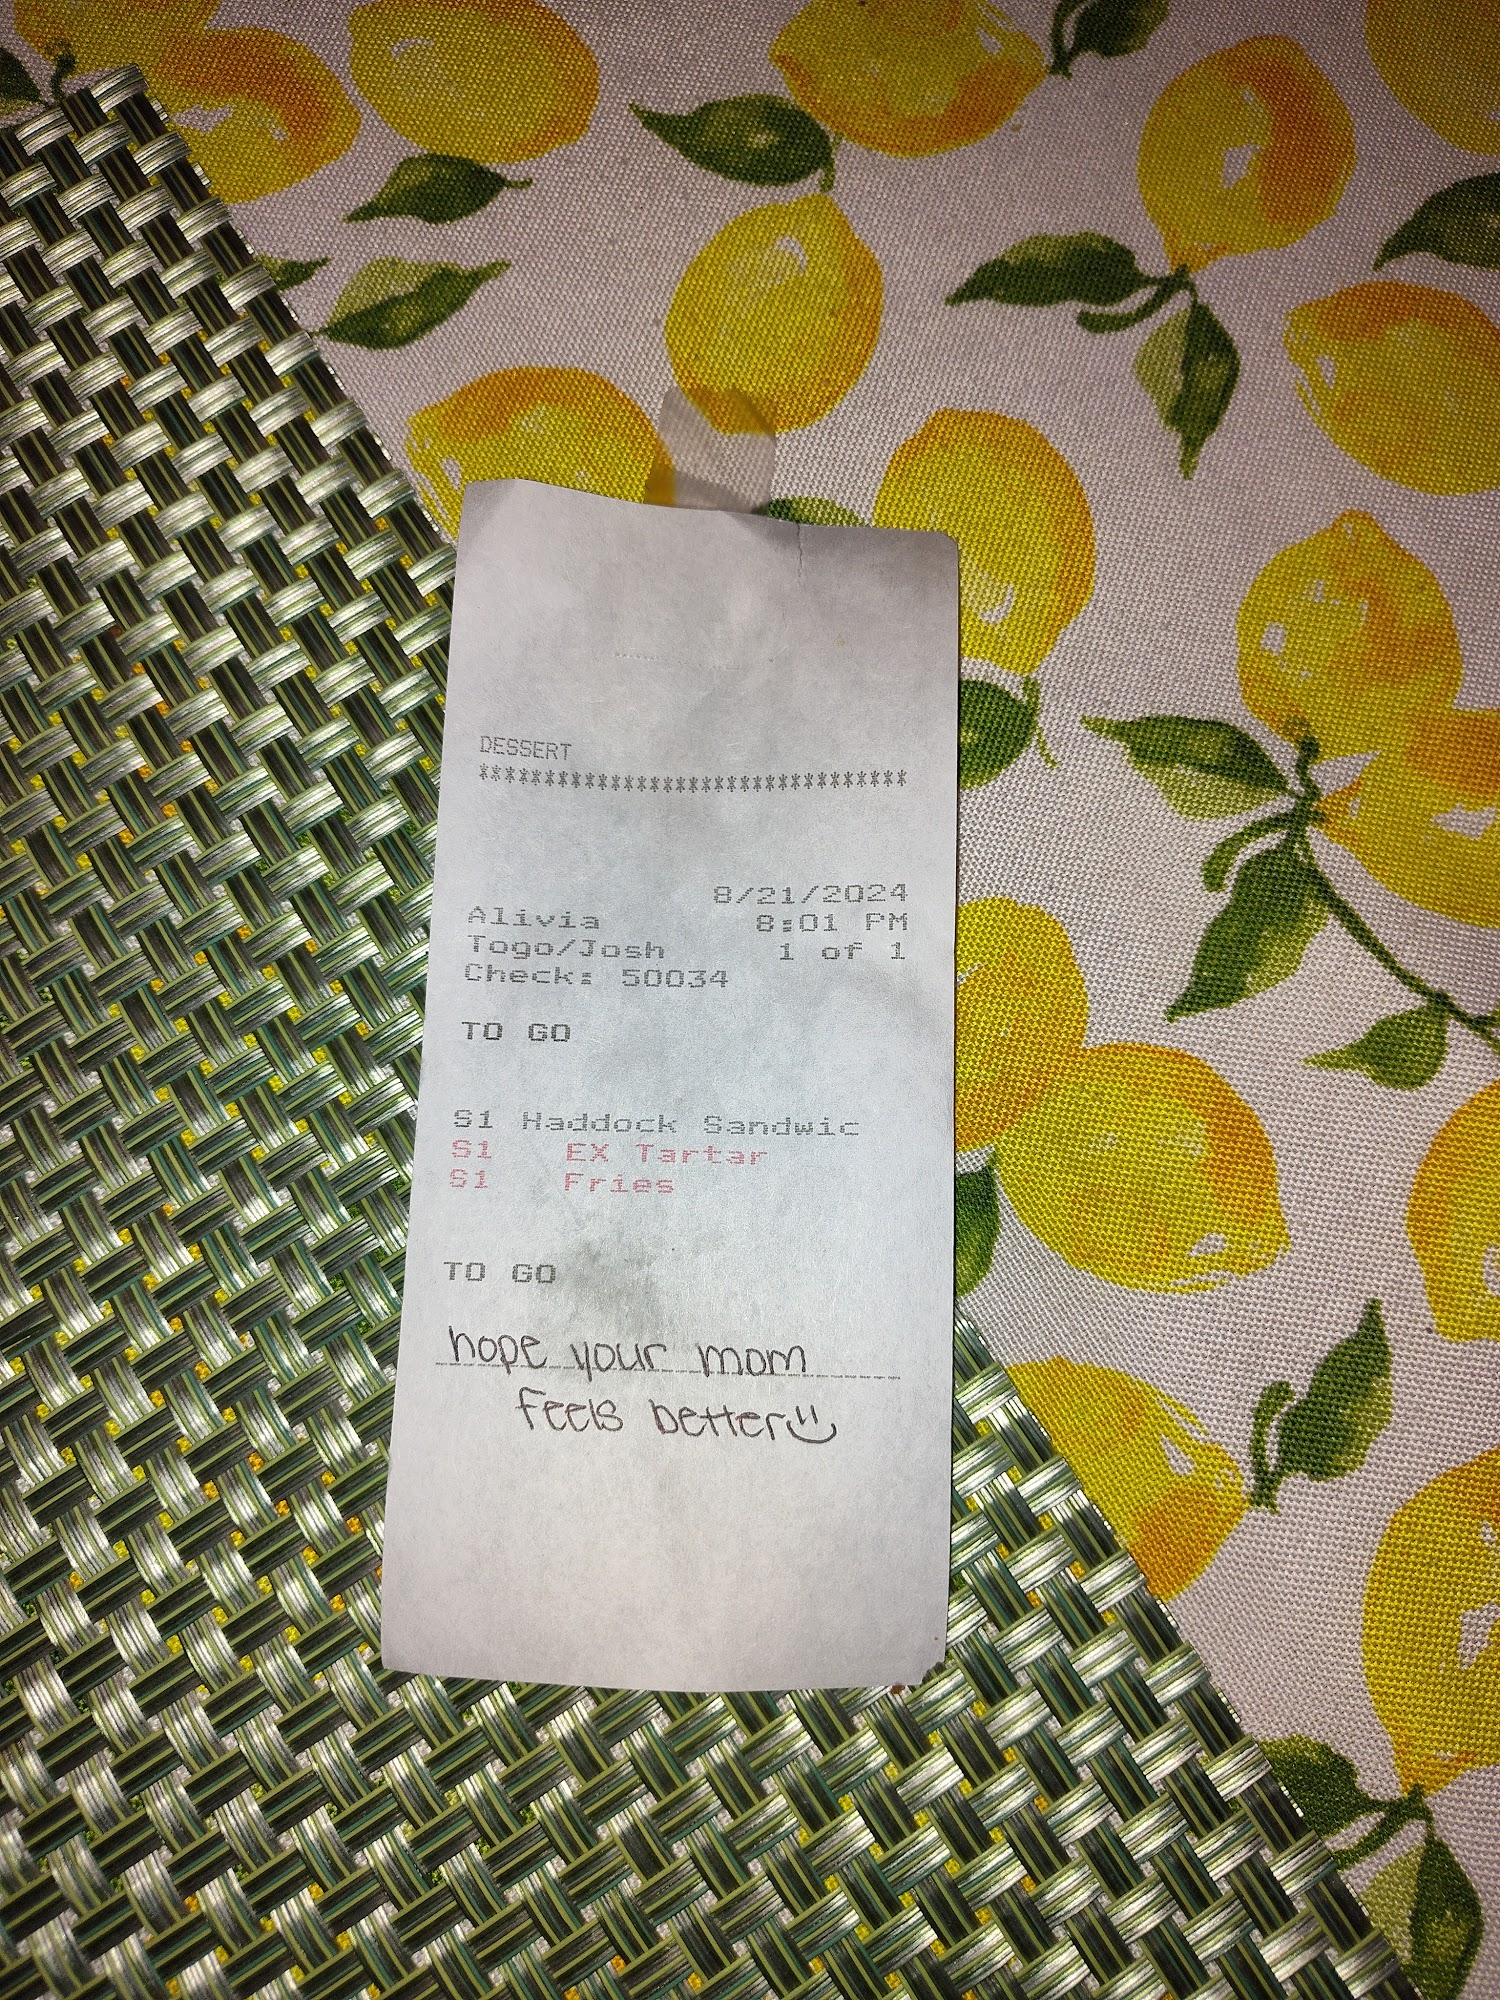 DESSERT
*********************************
8/21/2024
Alivia 8:01 PM
Togo/Josh 1 of 1
Check: 50034
TO GO
S1 Haddock Sandwic
S1 EX Tartar
S1 Fries
TO GO
hope your mom
feels better